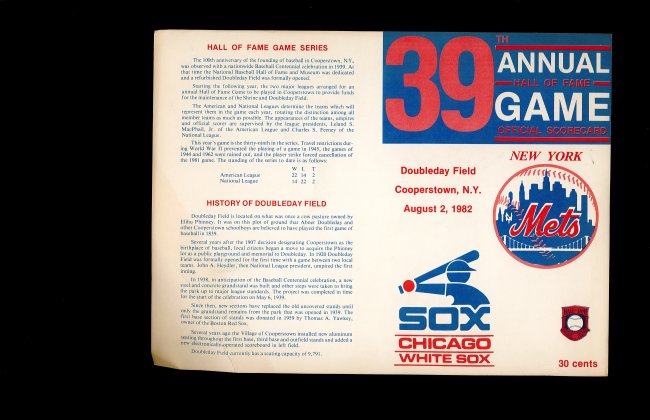 HALL OF FAME GAME SERIES
The 100th anniversary of the founding of baseball in Cooperstown, N.Y.,
was observed with a nationwide Baseball Centennial celebration in 1939. At
that time the National Baseball Hall of Fame and Museum was dedicated
and a refurbished Doubleday Field was formally opened.
Starting the following year, the two major leagues arranged for an
annual Hall of Fame Game to be played in Cooperstown to provide funds
for the maintenance of the Shrine and Doubleday Field.
The American and National Leagues determine the teams which will
represent them in the game each year, rotating the distinction among all
member teams as much as possible. The appearances of the teams, umpires
and official scorer are supervised by the league presidents, Leland S.
MacPhail, Jr. of the American League and Charles S. Feeney of the
National League.
This year's game is the thirty-ninth in the series. Travel restrictions dur-
ing World War II prevented the playing of a game in 1945, the games of
1944 and 1962 were rained out, and the player strike forced cancellation of
the 1981 game. The standing of the series to date is as follows:
W L T
American League 22 14 2
National League 14 22 2
HISTORY OF DOUBLEDAY FIELD
Doubleday Field is located on what was once a cow pasture owned by
Elihu Phinney. It was on this plot of ground that Abner Doubleday and
other Cooperstown schoolboys are believed to have played the first game of
baseball in 1839.
Several years after the 1907 decision designating Cooperstown as the
birthplace of baseball, local citizens began a move to acquire the Phinney
lot as a public playground and memorial to Doubleday. In 1920 Doubleday
Field was formally opened for the first time with a game between two local
teams. John A. Heydler, then National League president, umpired the first
inning.
In 1938, in anticipation of the Baseball Centennial celebration, a new
steel and concrete grandstand was built and other steps were taken to bring
the park up to major league standards. The project was completed in time
for the start of the celebration on May 6, 1939.
Since then, new sections have replaced the old uncovered stands until
only the grandstand remains from the park that was opened in 1939. The
first base section of stands was donated in 1939 by Thomas A. Yawkey,
owner of the Boston Red Sox.
Several years ago the Village of Cooperstown installed new aluminum
seating throughout the first base, third base and outfield stands and added a
new electronically-operated scoreboard in left field.
Doubleday Field currently has a seating capacity of 9,791.
39TH
ANNUAL
HALL OF FAME
GAME
OFFICIAL SCORECARD
Doubleday Field
Cooperstown, N.Y.
August 2, 1982
NEW YORK
NY
Mets
SOX
CHICAGO
WHITE SOX
30 cents